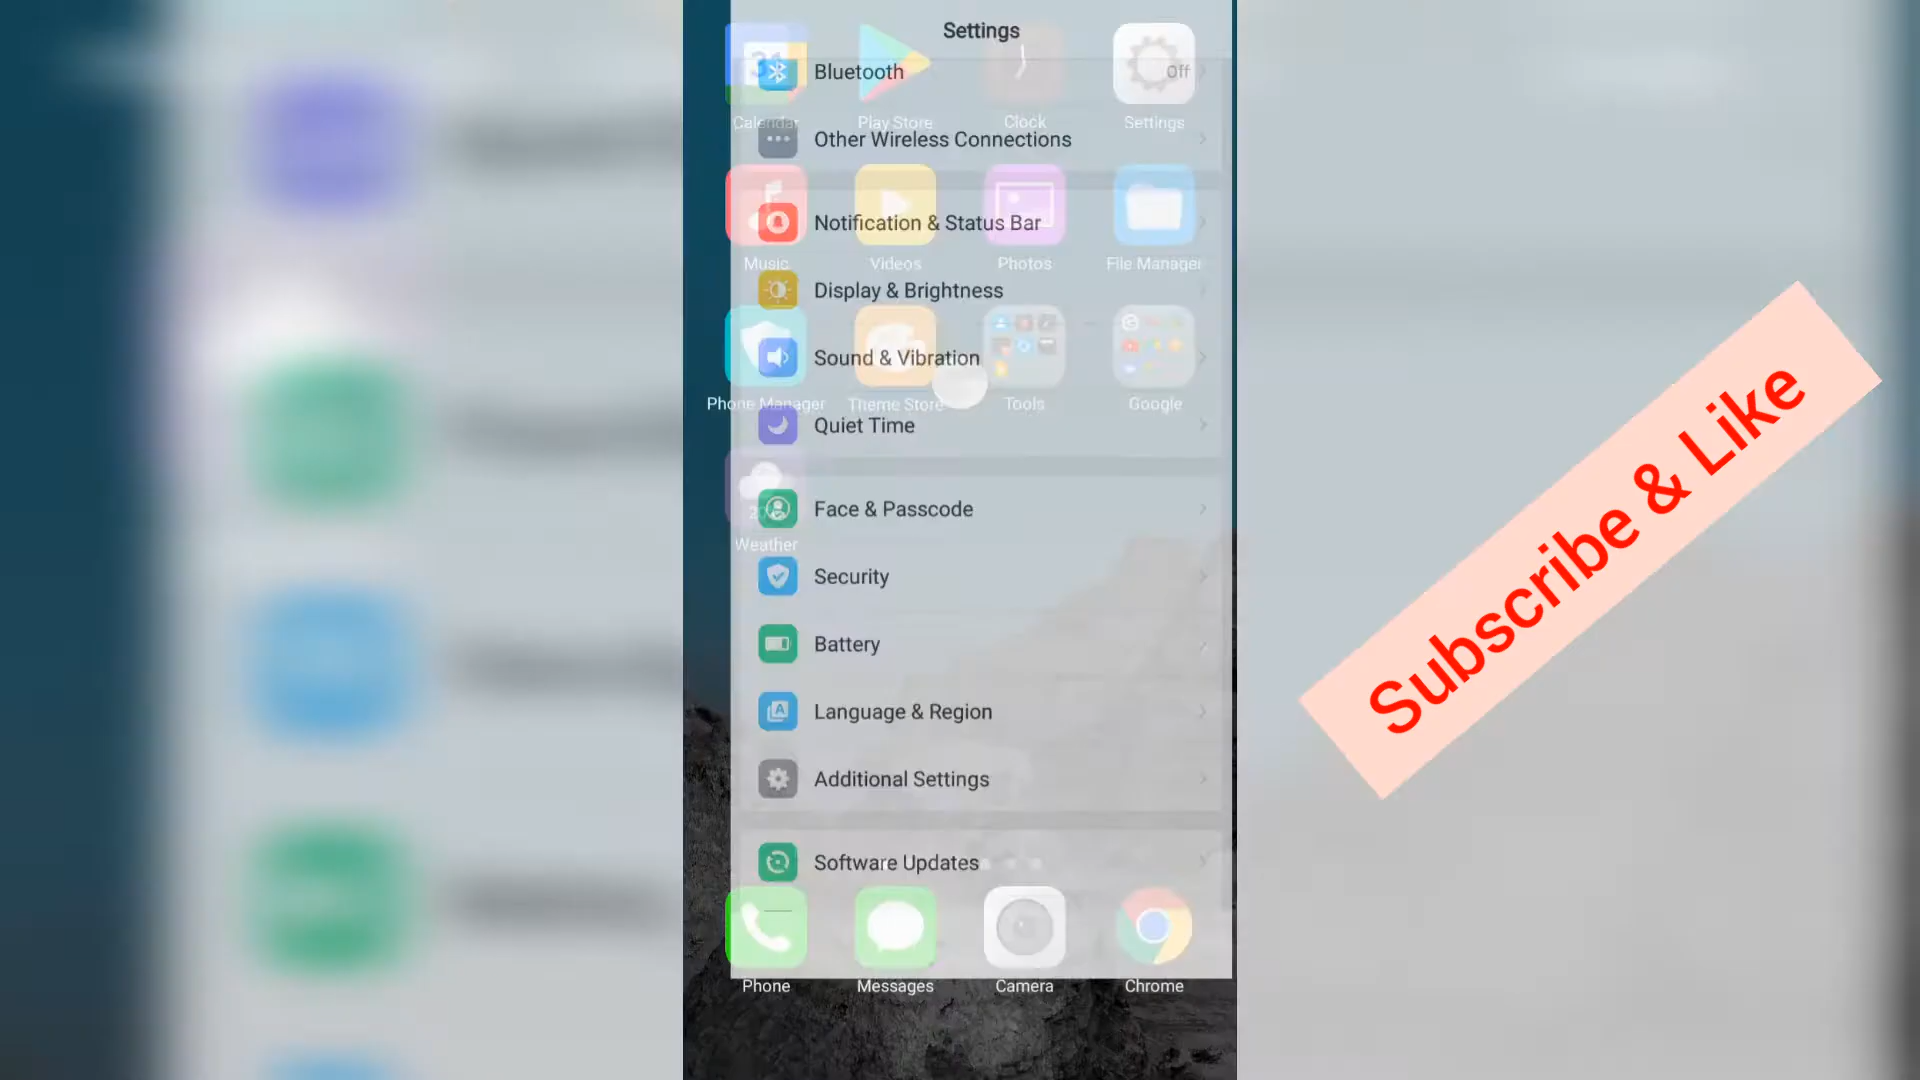 Settings
Bluetooth
Off
Calendar
Play Store
Clock
Settings
Other Wireless Connections
Notification & Status Bar
Music
Videos
Photos
File Manager
Display & Brightness
Sound & Vibration
Phone Manager
Theme Store
Tools
Google
Quiet Time
Face & Passcode
Weather
Security
Battery
Language & Region
Additional Settings
Software Updates
Phone
Messages
Camera
Chrome
Subscribe & Like